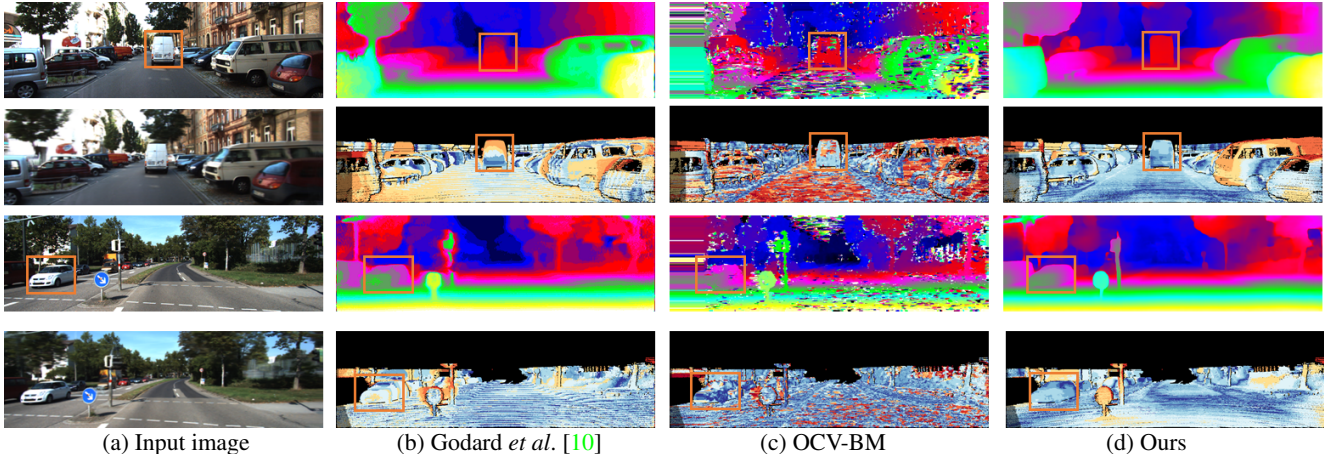 (a) Input image
(b) Godard et al. [10]
(c) OCV-BM
(d) Ours